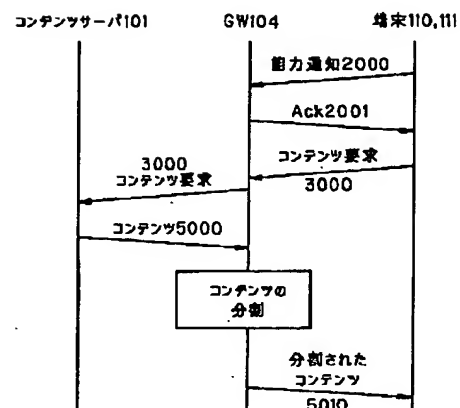 コンテンツサーバ101 GW104 端末110,111
能力通知2000
Ack2001
コンテンツ要求
3000
3000
コンテンツ要求
コンテンツ5000
コンテンツの
分割
分割された
コンテンツ
5010